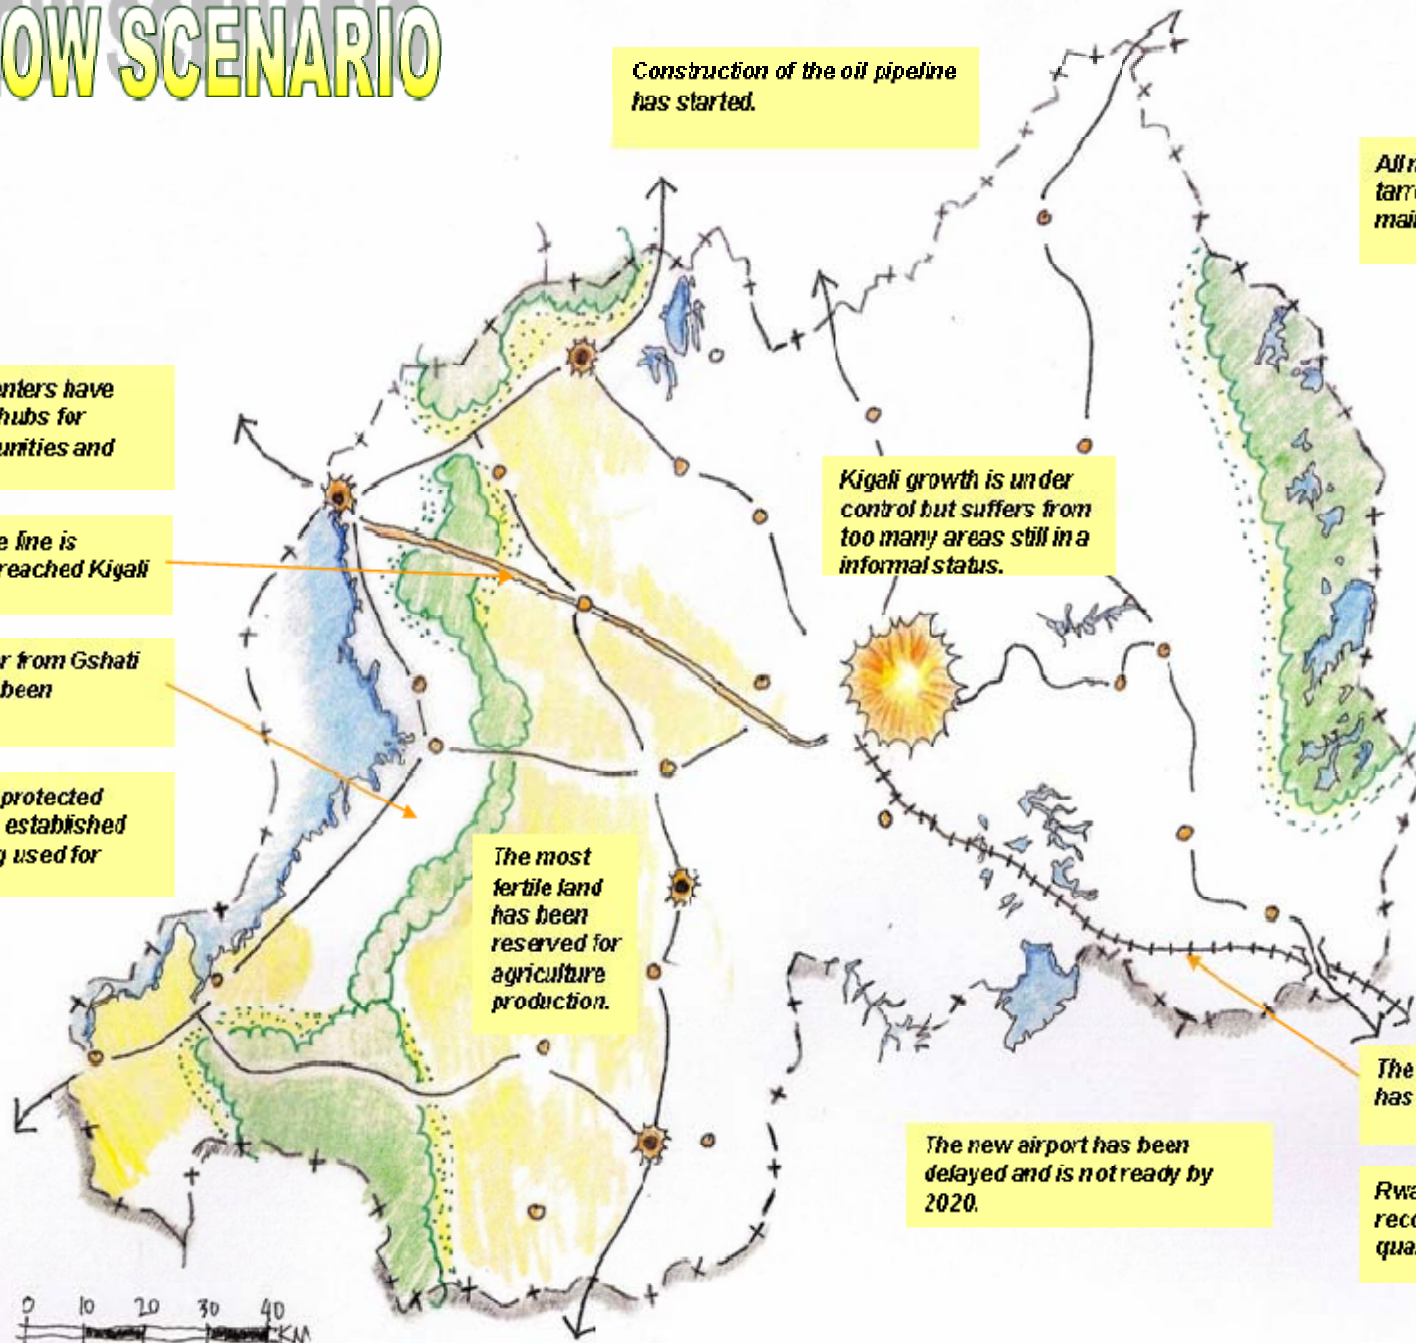 OW SCENARIO
Construction of the oil pipeline
has started.
All
tarr
mai
enters have
hubs for
unities and
e line is
reached Kigali
r from Gshati
been
protected
established
g used for
Kigali growth is under
control but suffers from
too many areas still in a
informal status.
The most
fertile land
has been
reserved for
agriculture
production.
The
has
The new airport has been
delayed and is not ready by
2020.
Rwa
reco
qua
0 10 20 30 40
KM